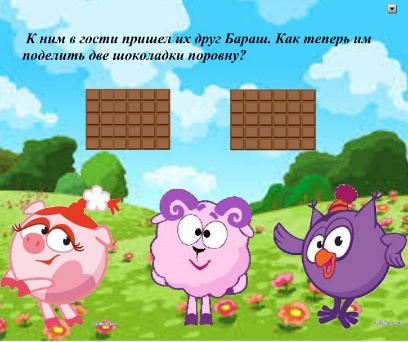 К ним в гости пришел их друг Бараш. Как теперь им
поделить две шоколадки поровну?